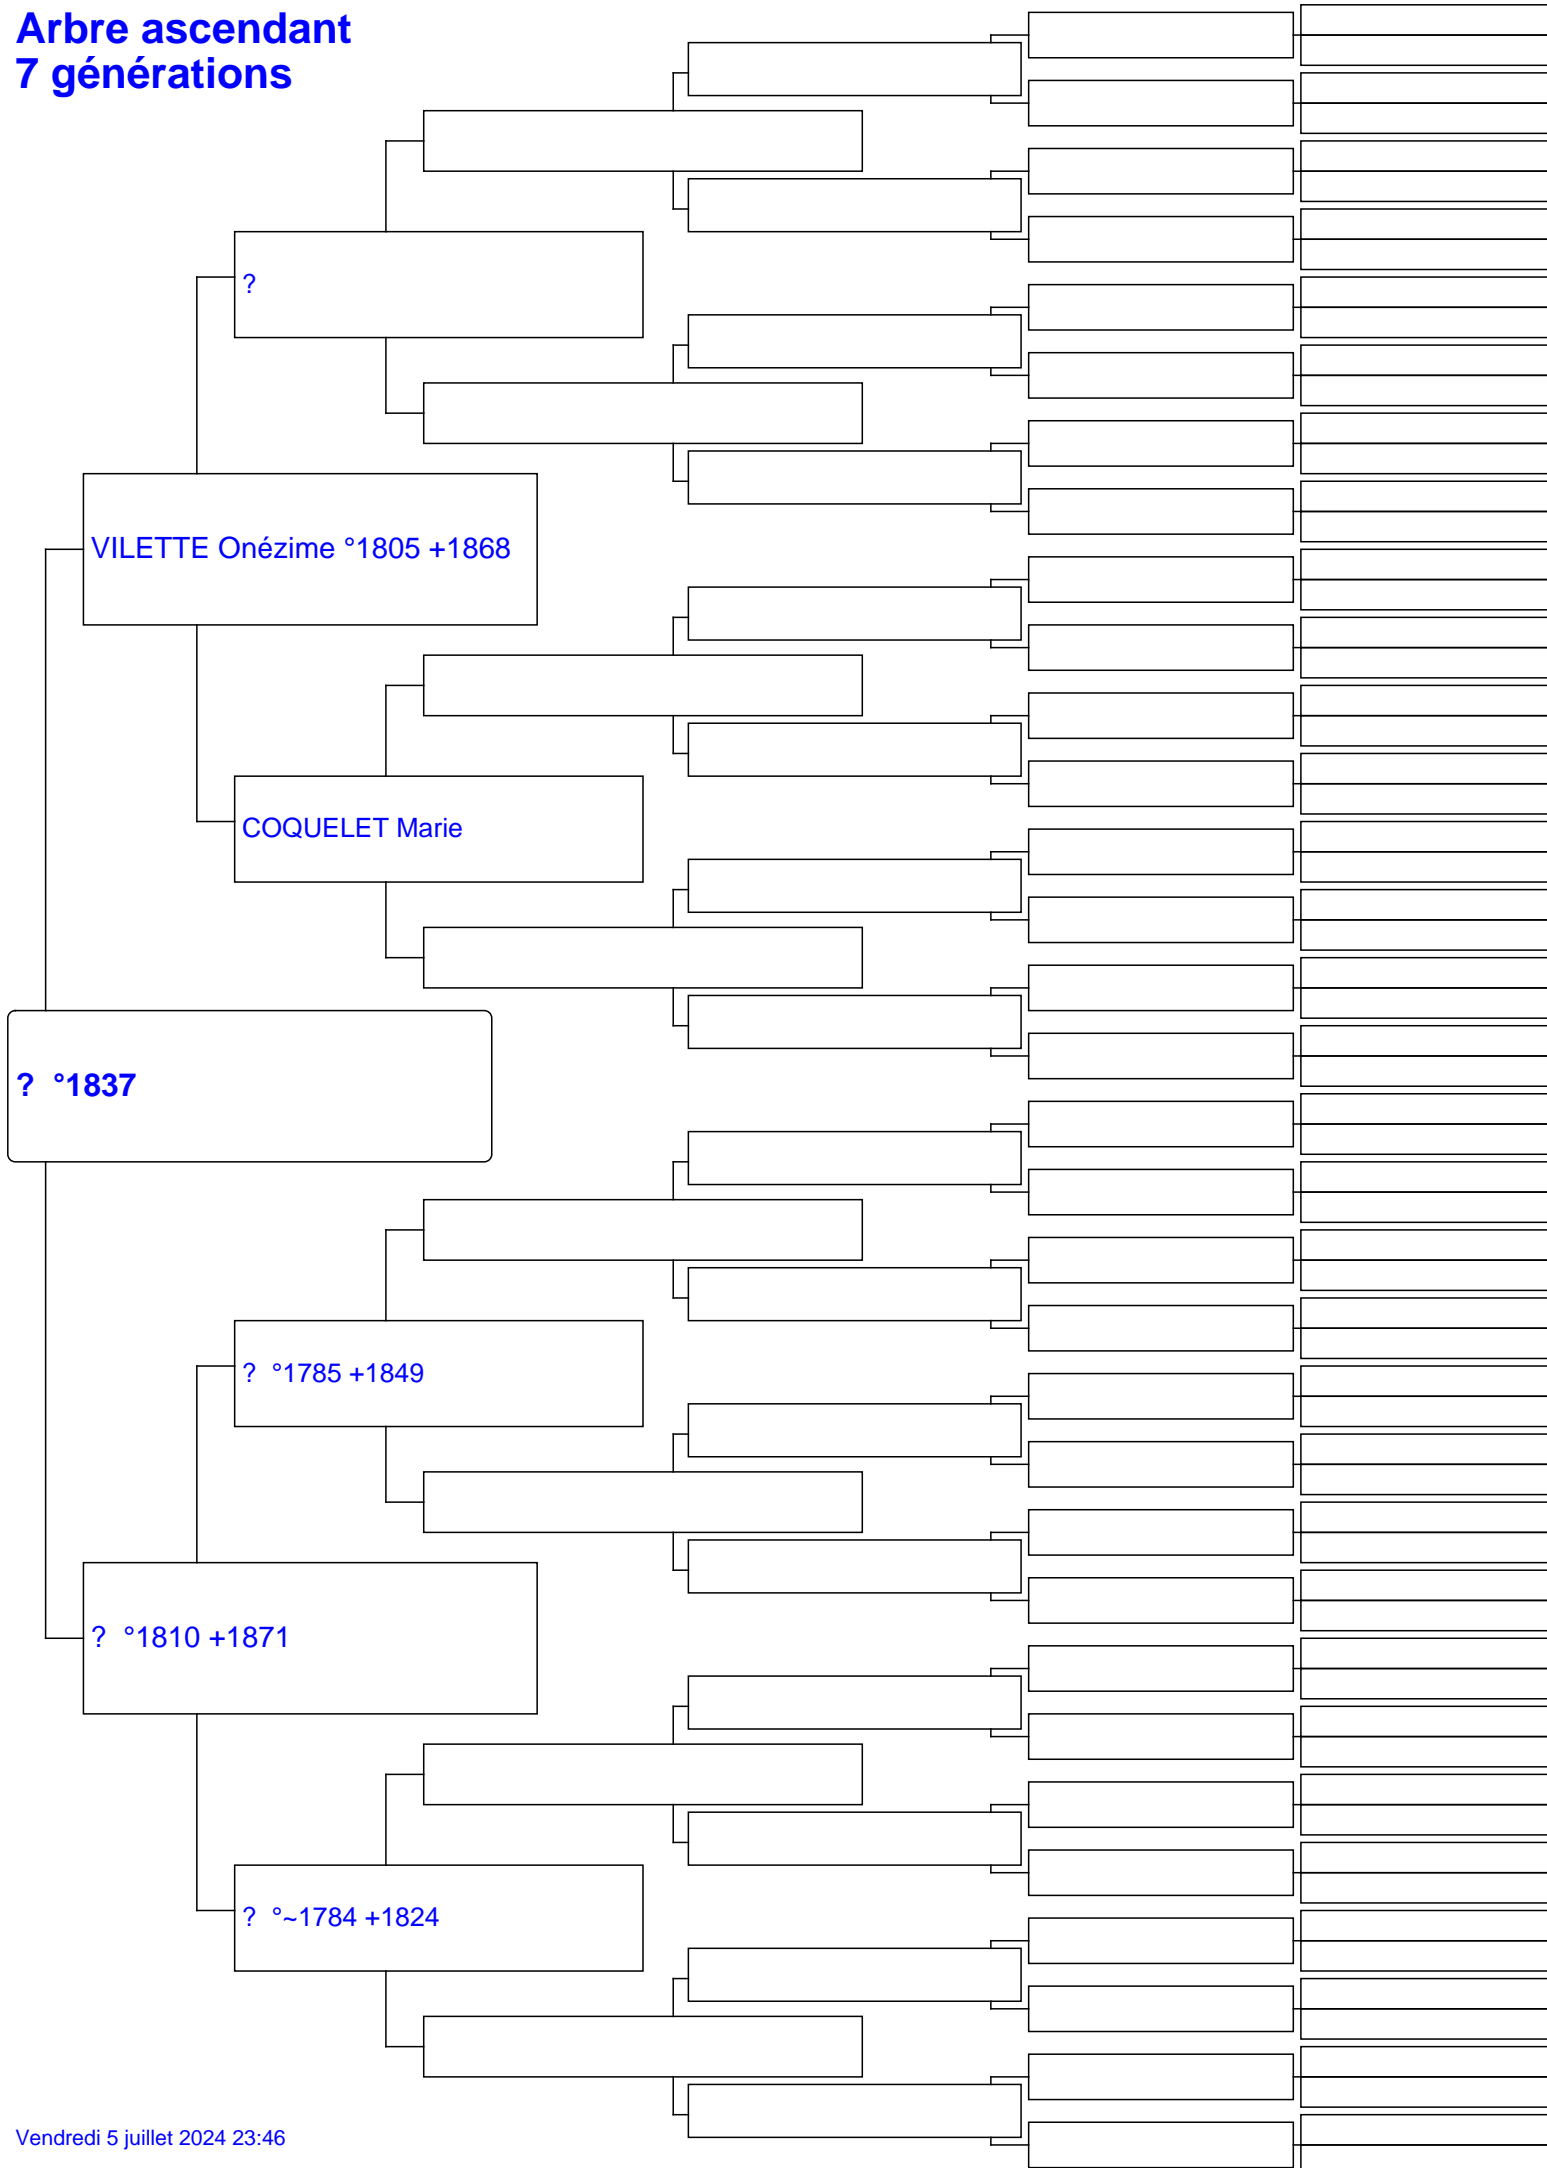 Arbre ascendant
7 générations
?
VILETTE Onézime °1805 +1868
COQUELET Marie
? °1837
? °1785 +1849
? °1810 +1871
? °~1784 +1824
Vendredi 5 juillet 2024 23:46